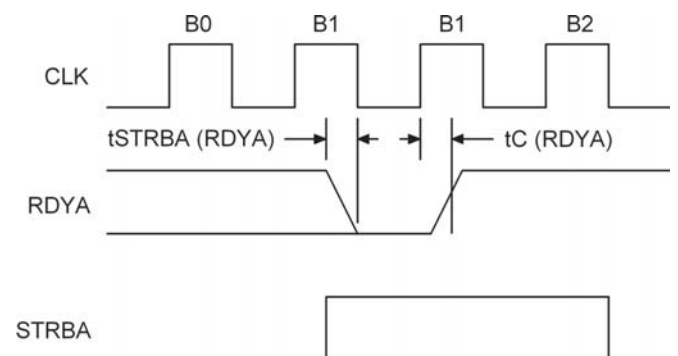 B0 B1 B1 B2
CLK
tSTRBA (RDYA) tC (RDYA)
RDYA
STRBA